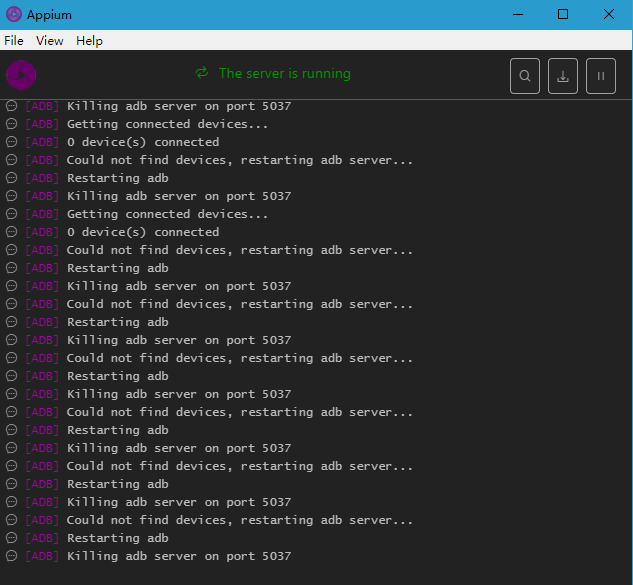 Appium
File View Help
The server is running
[ADB] Killing adb server on port 5037
[ADB] Getting connected devices...
[ADB] 0 device(s) connected
[ADB] Could not find devices, restarting adb server...
[ADB] Restarting adb
[ADB] Killing adb server on port 5037
[ADB] Getting connected devices...
[ADB] 0 device(s) connected
[ADB] Could not find devices, restarting adb server...
[ADB] Restarting adb
[ADB] Killing adb server on port 5037
[ADB] Could not find devices, restarting adb server...
[ADB] Restarting adb
[ADB] Killing adb server on port 5037
[ADB] Could not find devices, restarting adb server...
[ADB] Restarting adb
[ADB] Killing adb server on port 5037
[ADB] Could not find devices, restarting adb server...
[ADB] Restarting adb
[ADB] Killing adb server on port 5037
[ADB] Could not find devices, restarting adb server...
[ADB] Restarting adb
[ADB] Killing adb server on port 5037
[ADB] Could not find devices, restarting adb server...
[ADB] Restarting adb
[ADB] Killing adb server on port 5037